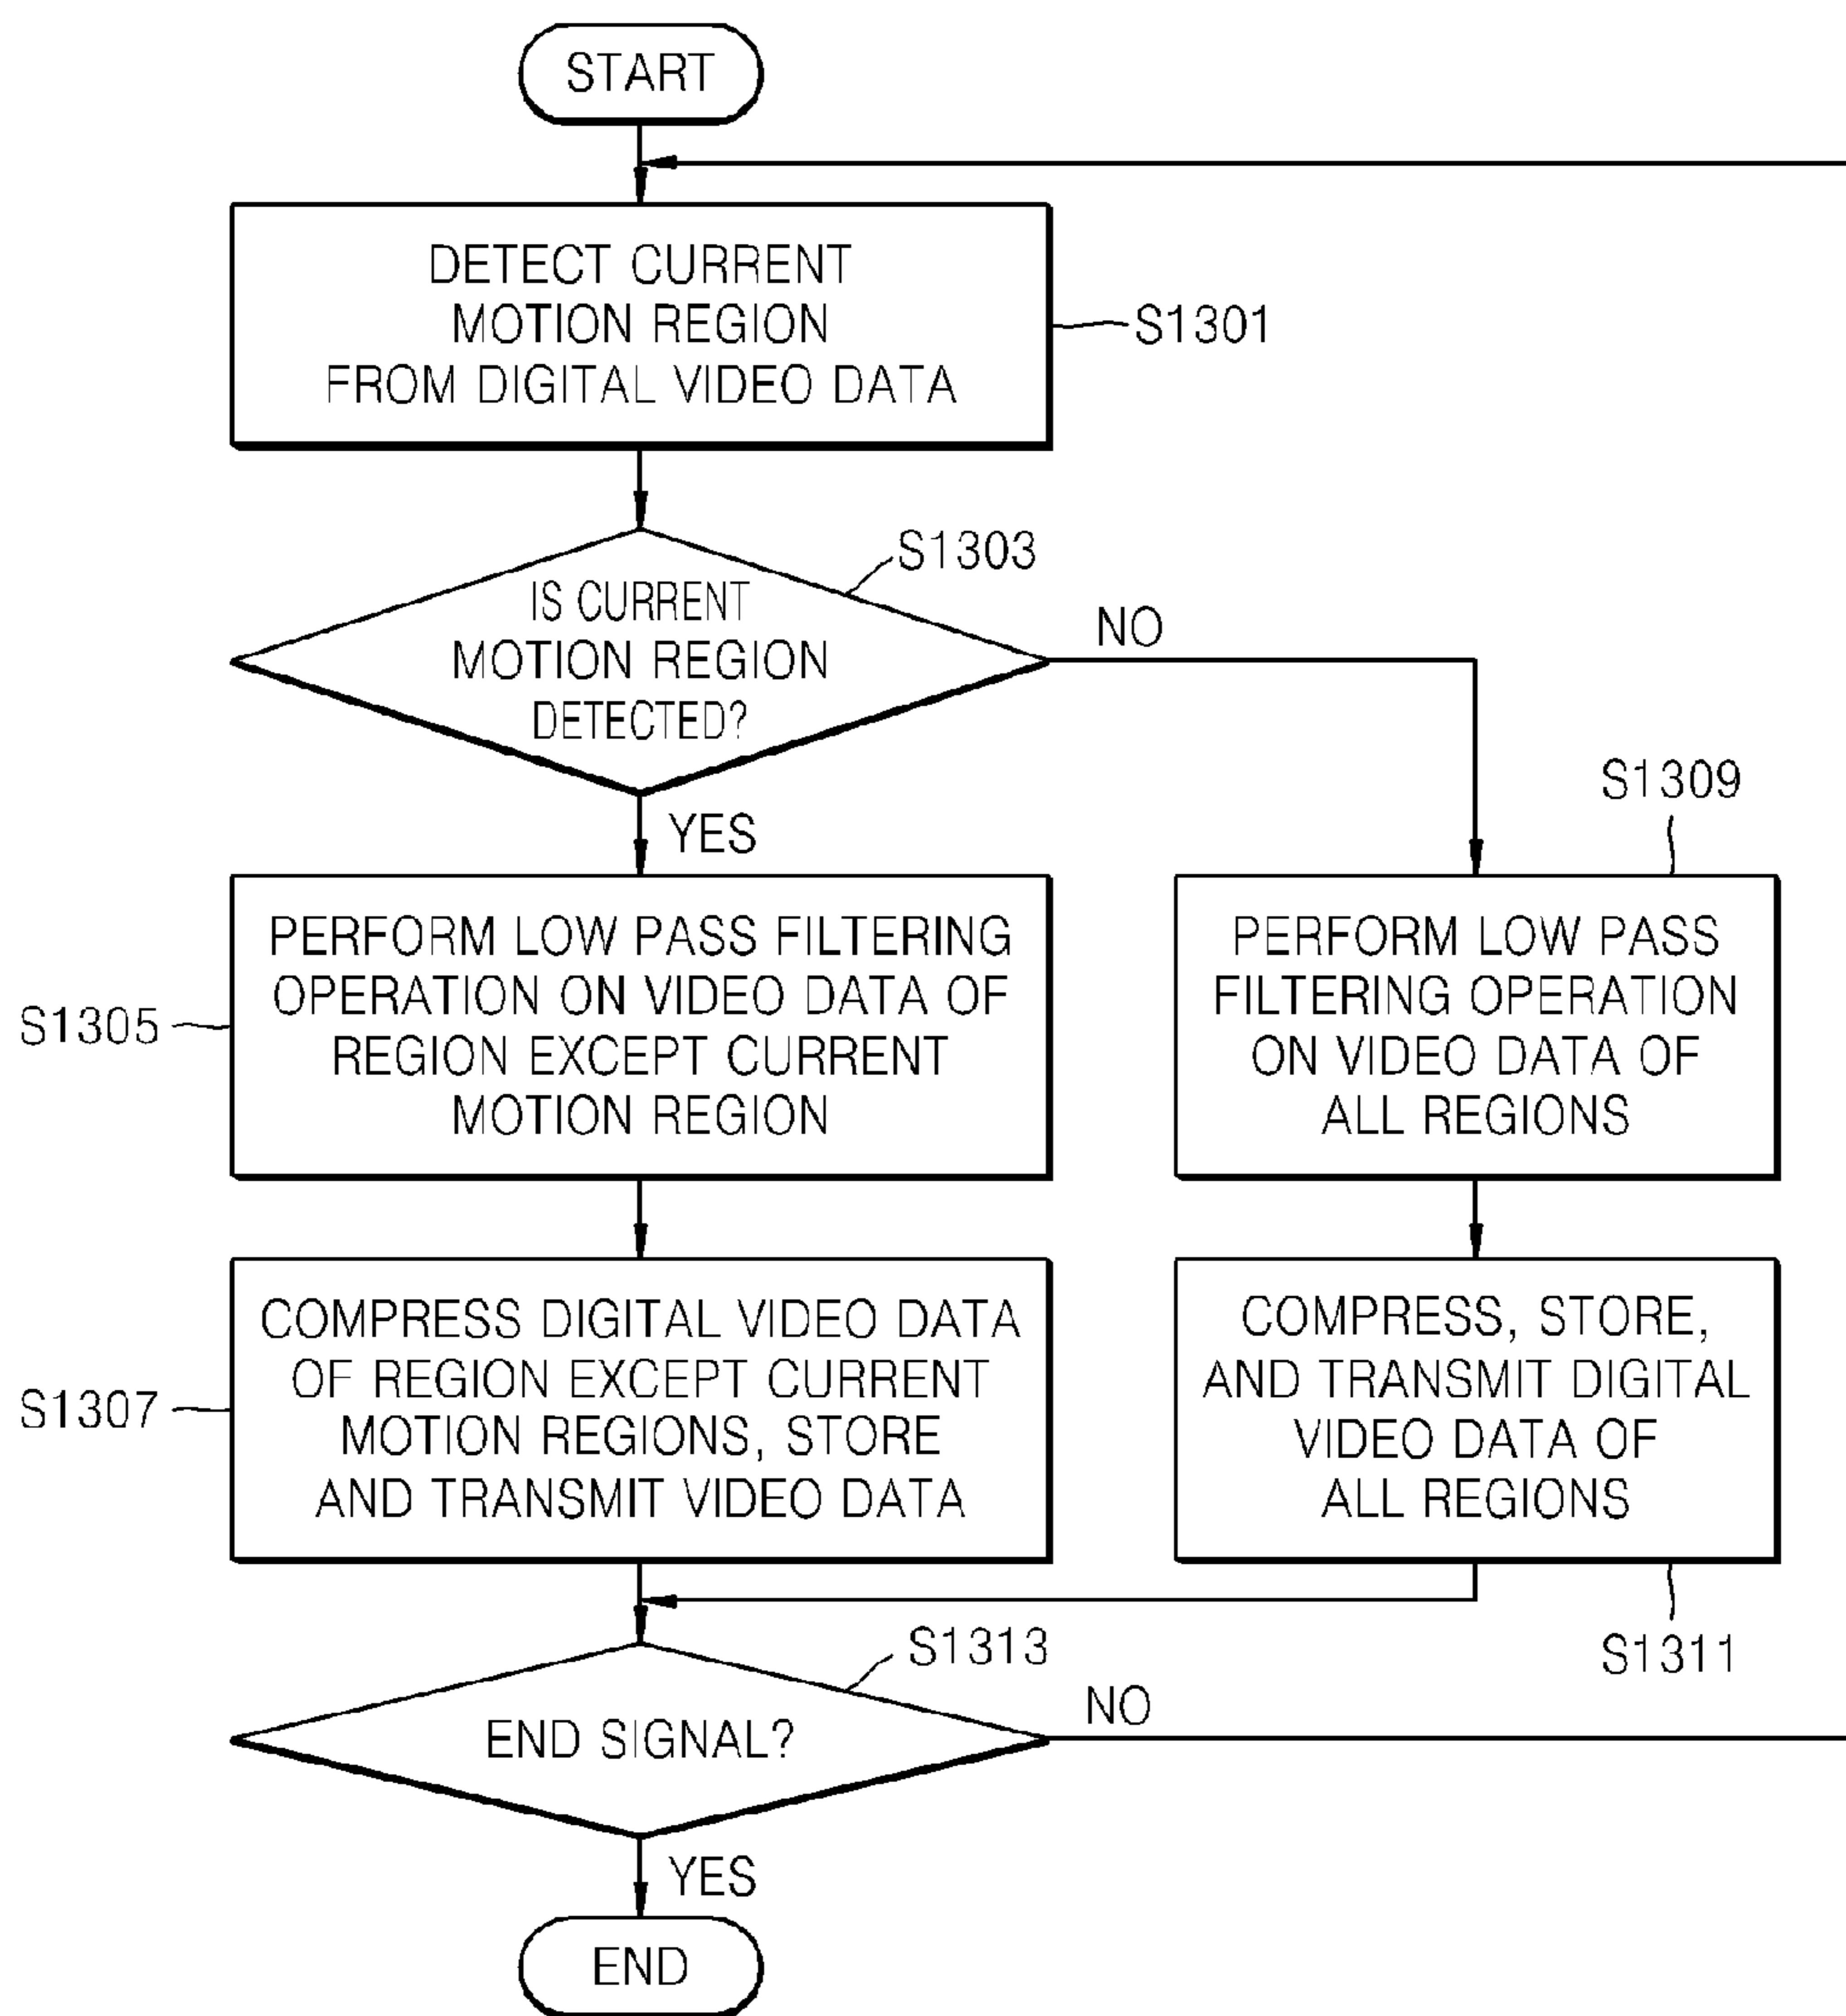 START
DETECT CURRENT
MOTION REGION
FROM DIGITAL VIDEO DATA
S1301
S1303
IS CURRENT
MOTION REGION
DETECTED?
NO
YES
S1305
PERFORM LOW PASS FILTERING
OPERATION ON VIDEO DATA OF
REGION EXCEPT CURRENT
MOTION REGION
S1309
PERFORM LOW PASS
FILTERING OPERATION
ON VIDEO DATA OF
ALL REGIONS
S1307
COMPRESS DIGITAL VIDEO DATA
OF REGION EXCEPT CURRENT
MOTION REGIONS, STORE
AND TRANSMIT VIDEO DATA
COMPRESS, STORE,
AND TRANSMIT DIGITAL
VIDEO DATA OF
ALL REGIONS
S1311
S1313
END SIGNAL?
NO
YES
END